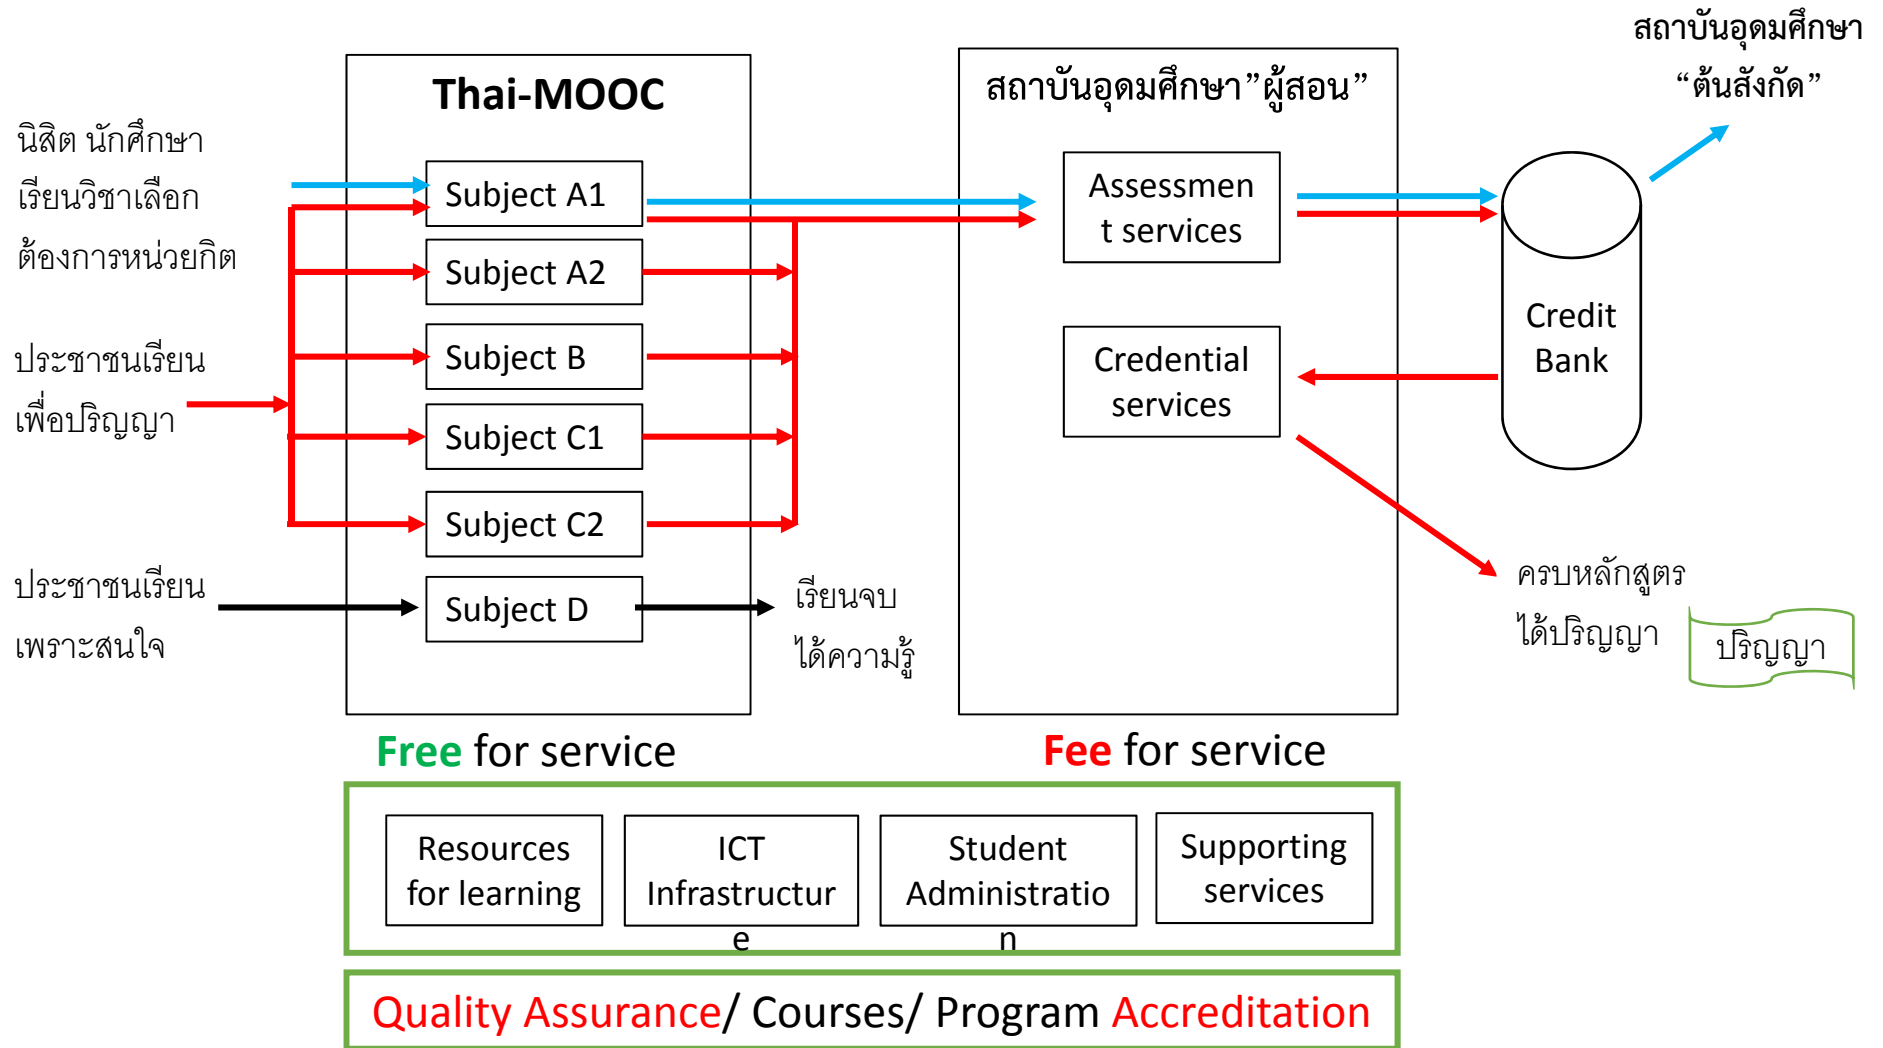 สถาบันอุดมศึกษา
“ต้นสังกัด”
Thai-MOOC
สถาบันอุดมศึกษา”ผู้สอน”
นิสิต นักศึกษา
เรียนวิชาเลือก
ต้องการหน่วยกิต
ประชาชนเรียน
เพื่อปริญญา
ประชาชนเรียน
เพราะสนใจ
Subject A1
Subject A2
Subject B
Subject C1
Subject C2
Subject D
เรียนจบ
ได้ความรู้
Assessmen
t services
Credential
services
Credit
Bank
ครบหลักสูตร
ได้ปริญญา
ปริญญา
Free for service
Fee for service
Resources
for learning
ICT
Infrastructur
e
Student
Administratio
n
Supporting
services
Quality Assurance/ Courses/ Program Accreditation